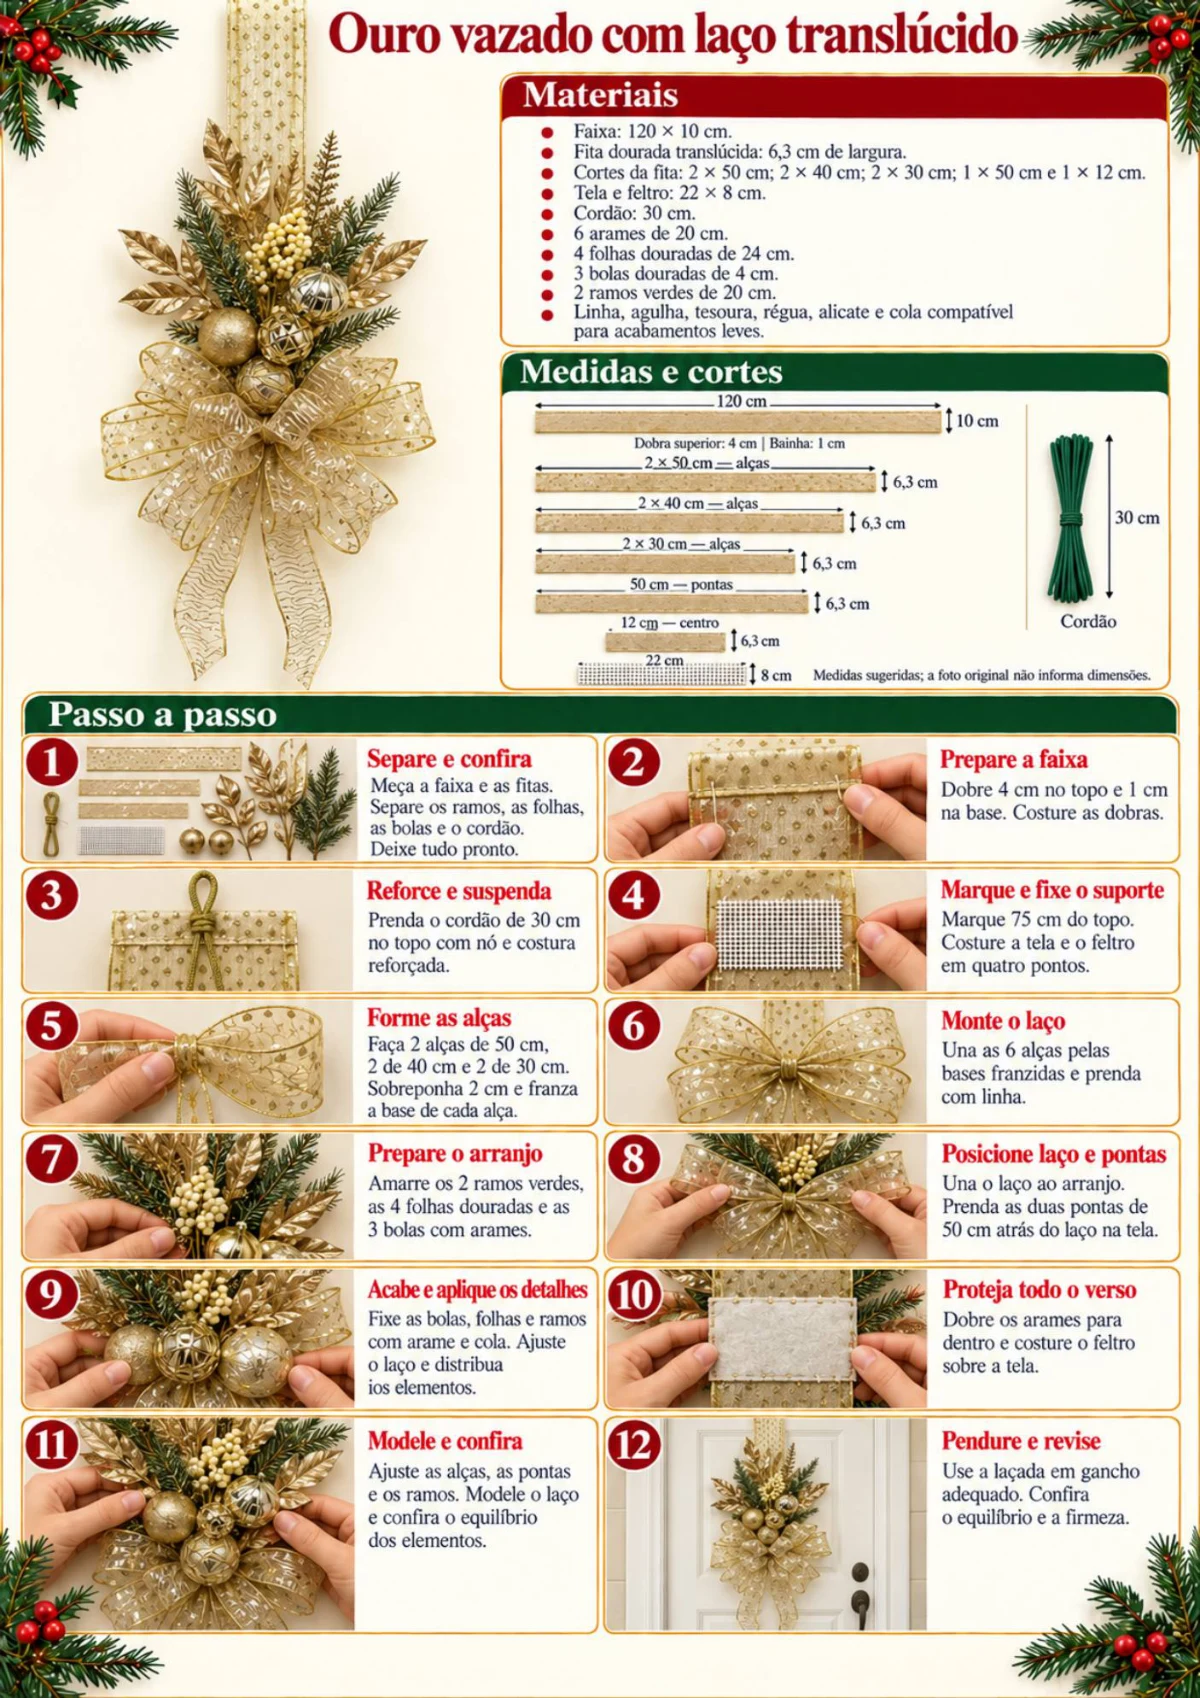 Ouro vazado com laço translúcido
Materiais
Faixa: 120 × 10 cm.
Fita dourada translúcida: 6,3 cm de largura.
Cortes da fita: 2 × 50 cm; 2 × 40 cm; 2 × 30 cm; 1 × 50 cm e 1 × 12 cm.
Tela e feltro: 22 × 8 cm.
Cordão: 30 cm.
6 arames de 20 cm.
4 folhas douradas de 24 cm.
3 bolas douradas de 4 cm.
2 ramos verdes de 20 cm.
Linha, agulha, tesoura, régua, alicate e cola compatível
para acabamentos leves.
Medidas e cortes
120 cm
10 cm
Dobra superior: 4 cm | Bainha: 1 cm
2 × 50 cm — alças
6,3 cm
2 × 40 cm — alças
6,3 cm
2 × 30 cm — alças
6,3 cm
50 cm — pontas
6,3 cm
12 cm — centro
6,3 cm
22 cm
8 cm
30 cm
Cordão
Medidas sugeridas; a foto original não informa dimensões.
Passo a passo
1
Separe e confira
Meça a faixa e as fitas.
Separe os ramos, as folhas,
as bolas e o cordão.
Deixe tudo pronto.
2
Prepare a faixa
Dobre 4 cm no topo e 1 cm
na base. Costure as dobras.
3
Reforce e suspenda
Prenda o cordão de 30 cm
no topo com nó e costura
reforçada.
4
Marque e fixe o suporte
Marque 75 cm do topo.
Costure a tela e o feltro
em quatro pontos.
5
Forme as alças
Faça 2 alças de 50 cm,
2 de 40 cm e 2 de 30 cm.
Sobreponha 2 cm e franza
a base de cada alça.
6
Monte o laço
Una as 6 alças pelas
bases franzidas e prenda
com linha.
7
Prepare o arranjo
Amarre os 2 ramos verdes,
as 4 folhas douradas e as
3 bolas com arames.
8
Posicione laço e pontas
Una o laço ao arranjo.
Prenda as duas pontas de
50 cm atrás do laço na tela.
9
Acabe e aplique os detalhes
Fixe as bolas, folhas e ramos
com arame e cola. Ajuste
o laço e distribua
ios elementos.
10
Proteja todo o verso
Dobre os arames para
dentro e costure o feltro
sobre a tela.
11
Modele e confira
Ajuste as alças, as pontas
e os ramos. Modele o laço
e confira o equilíbrio
dos elementos.
12
Pendure e revise
Use a laçada em gancho
adequado. Confira
o equilíbrio e a firmeza.